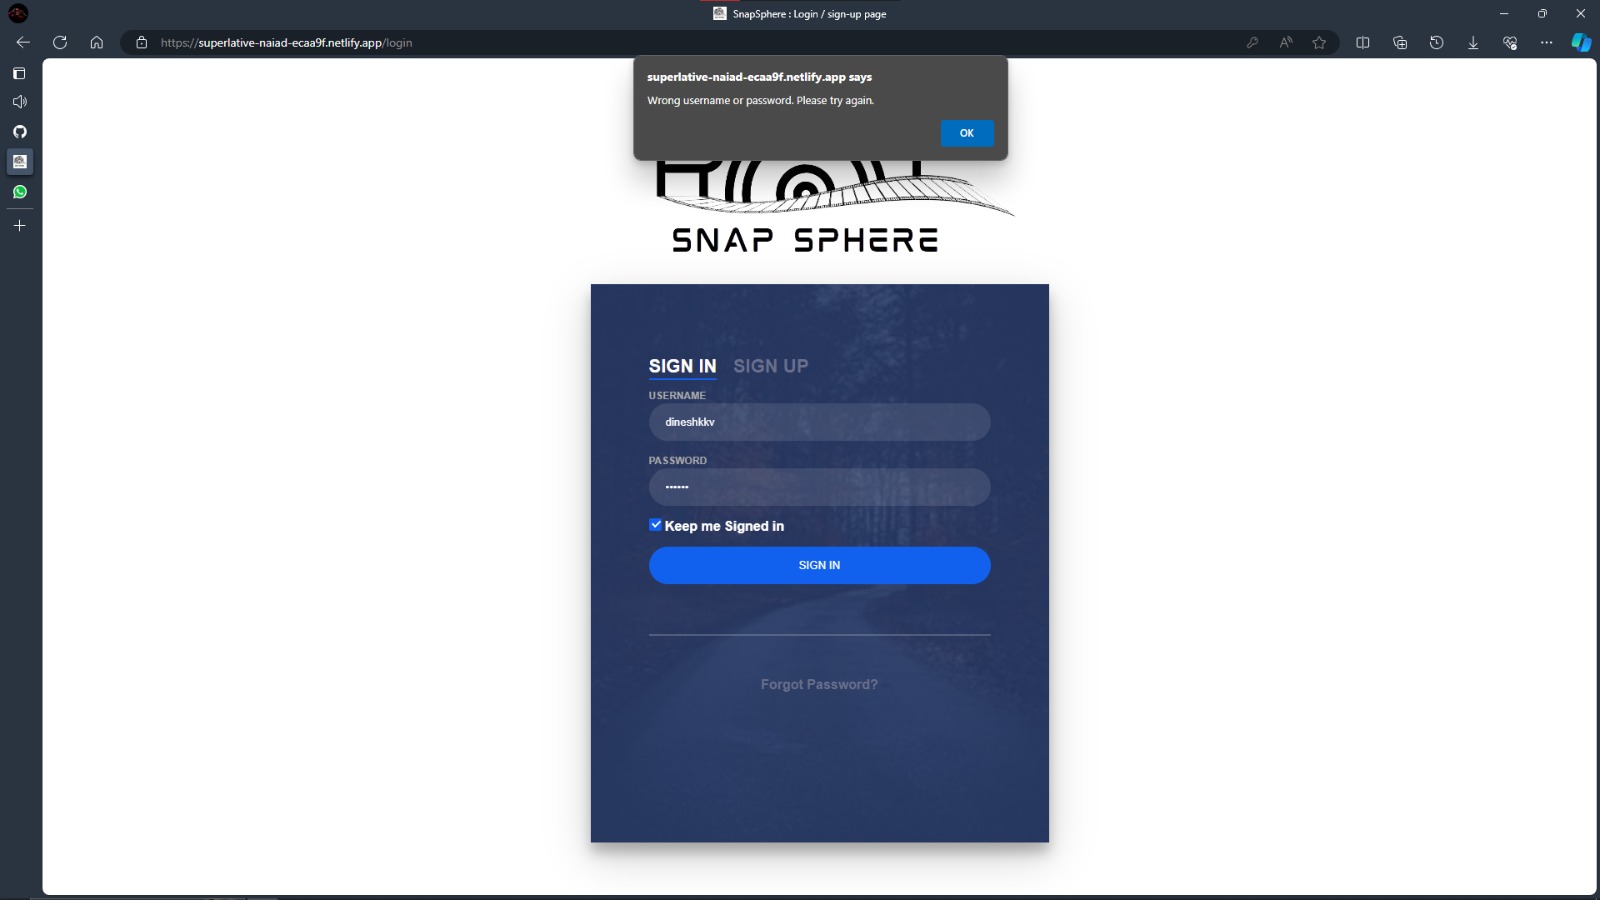 SnapSphere : Login / sign-up page
https://superlative-naiad-ecaa9f.netlify.app/login
superlative-naiad-ecaa9f.netlify.app says
Wrong username or password. Please try again.
OK
SNAP SPHERE
SIGN IN SIGN UP
USERNAME
dineshkkv
PASSWORD
••••••
Keep me Signed in
SIGN IN
Forgot Password?